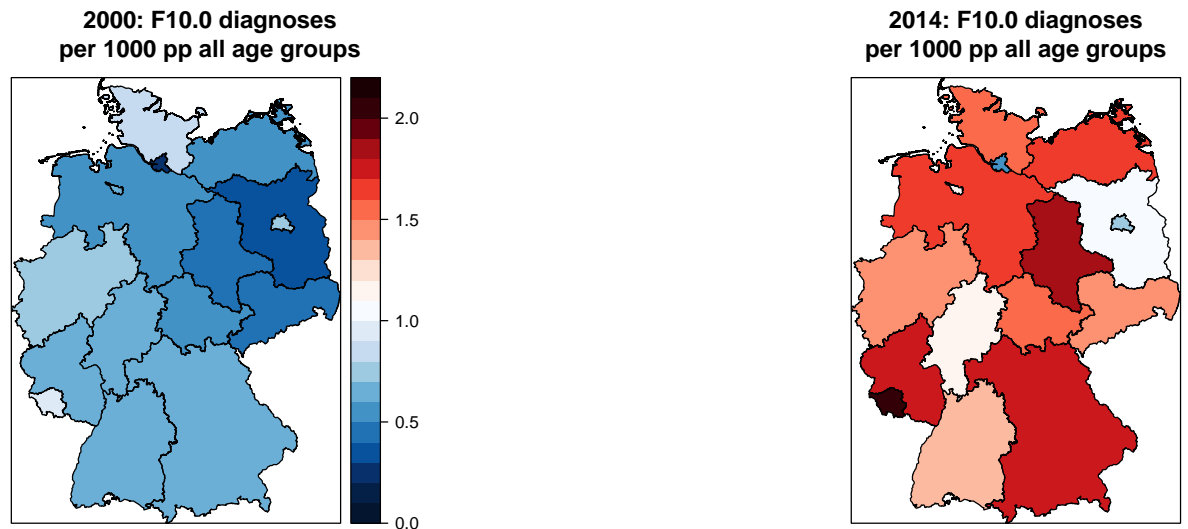 2000: F10.0 diagnoses
per 1000 pp all age groups
2014: F10.0 diagnoses
per 1000 pp all age groups
2.0
1.5
1.0
0.5
0.0